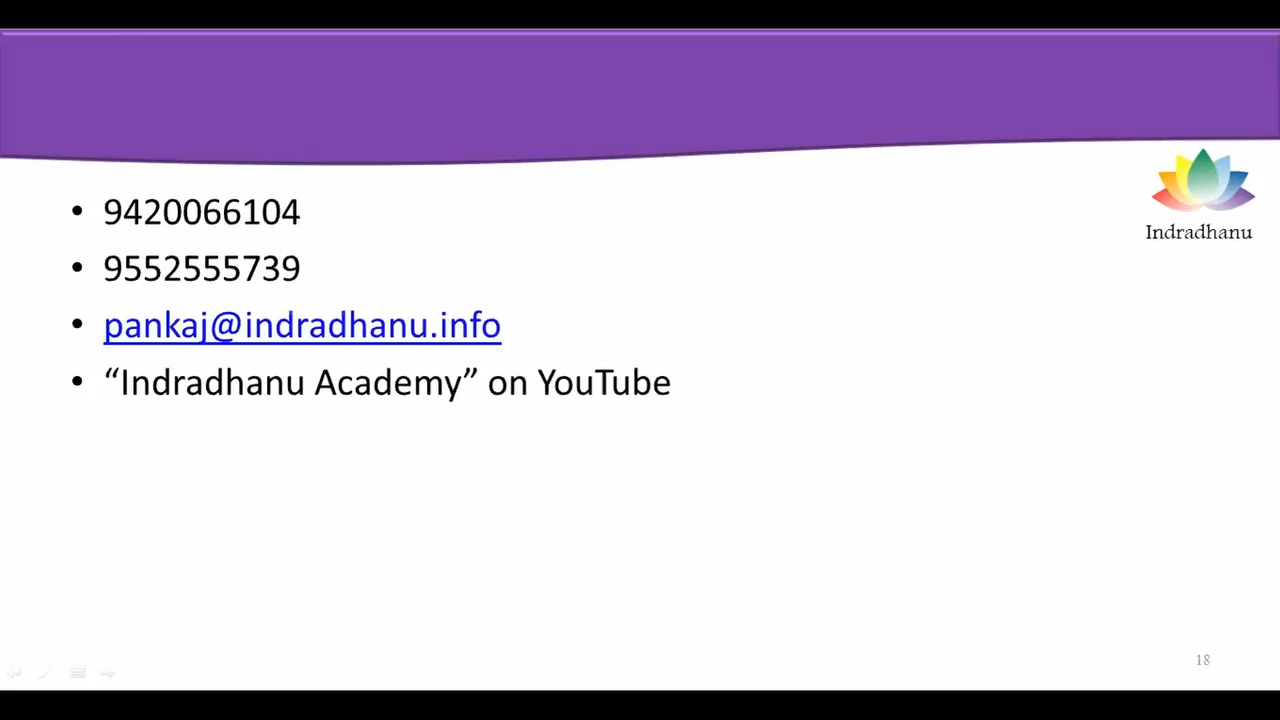 • 9420066104
• 9552555739
• pankaj@indradhanu.info
• “Indradhanu Academy” on YouTube
Indradhanu
18